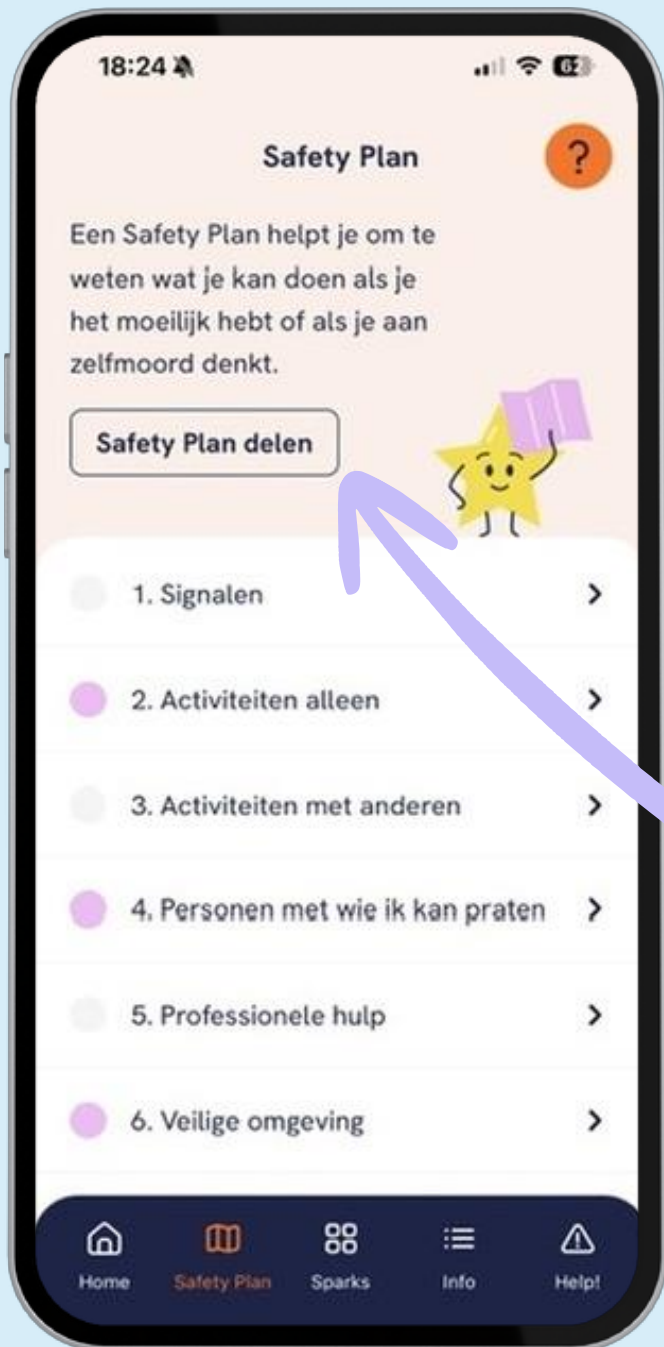 18:24
62
Safety Plan
?
Een Safety Plan helpt je om te
weten wat je kan doen als je
het moeilijk hebt of als je aan
zelfmoord denkt.
Safety Plan delen
1. Signalen
2. Activiteiten alleen
3. Activiteiten met anderen
4. Personen met wie ik kan praten
5. Professionele hulp
6. Veilige omgeving
Home Safety Plan Sparks Info Help!